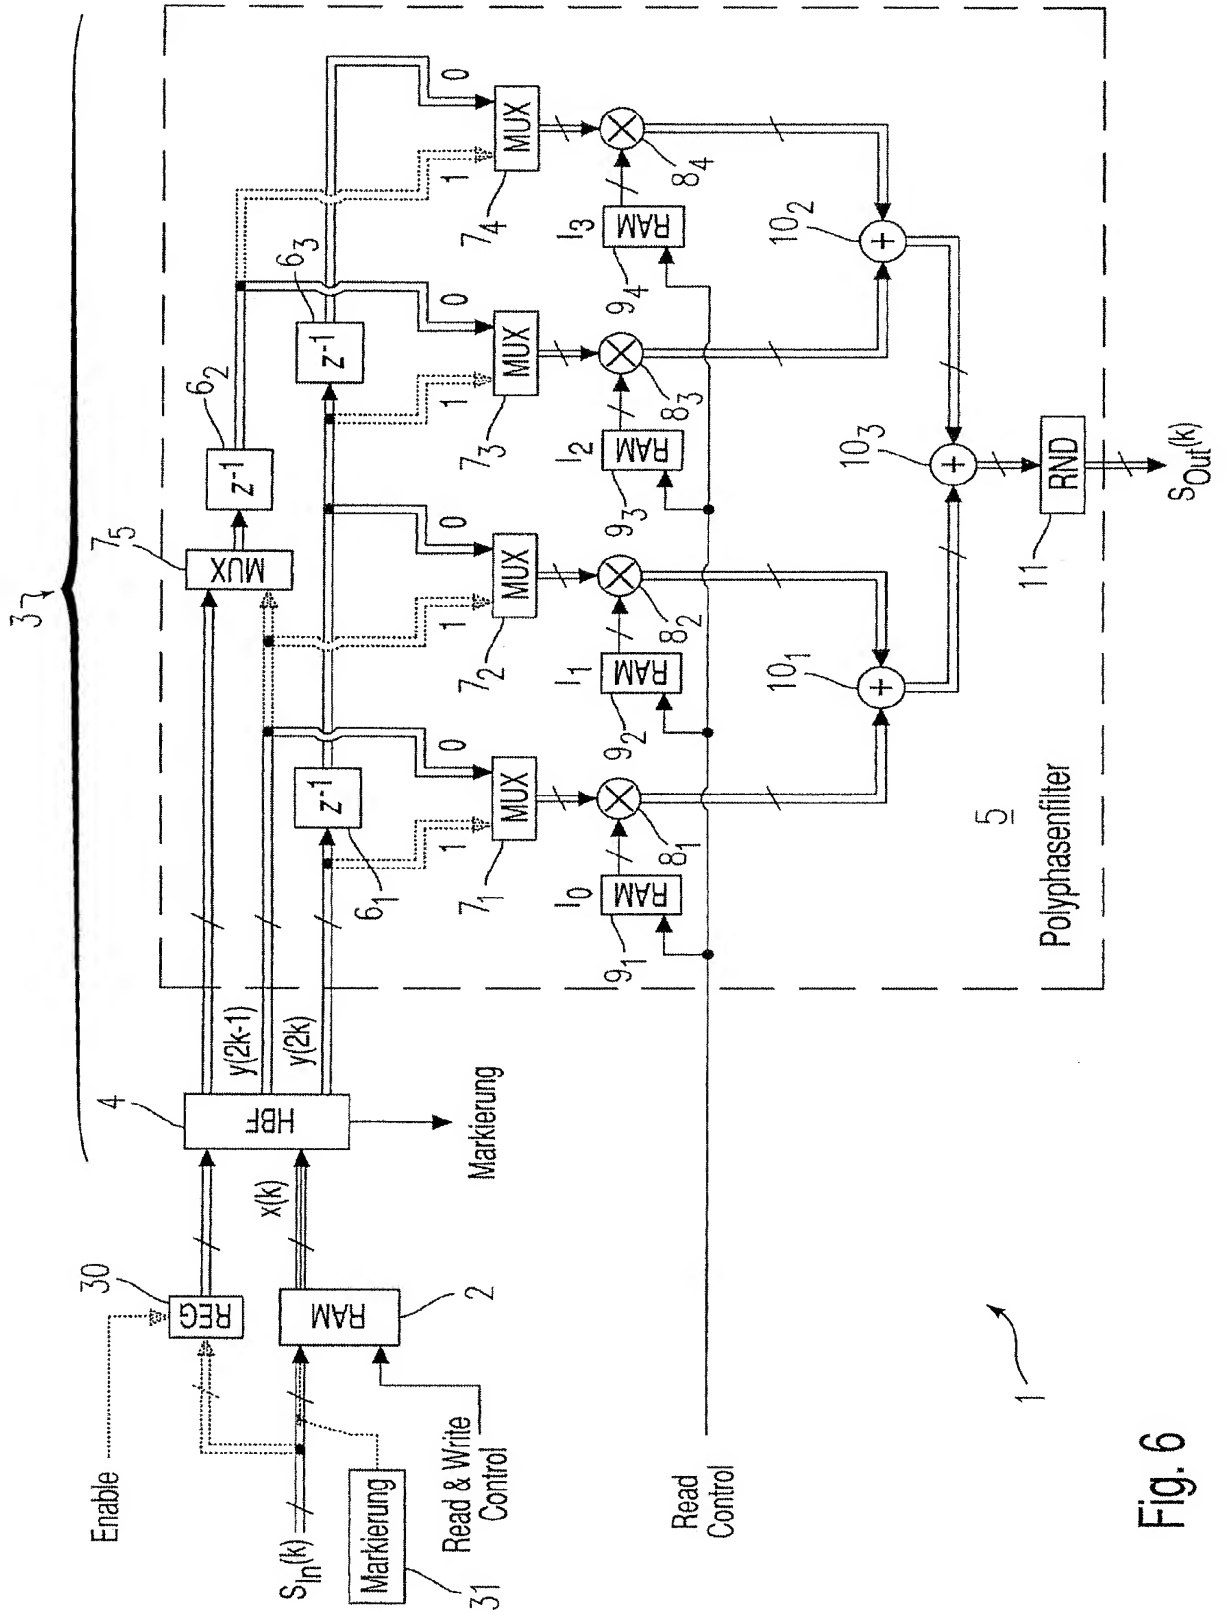 3
Enable
30
REG
4
HBF
y(2k-1)
y(2k)
x(k)
S_In(k)
RAM
2
Markierung
31
Read & Write
Control
Markierung
7_5
MUX
6_2
z^-1
6_1
z^-1
6_3
z^-1
1
0
1
0
1
0
1
0
7_1
MUX
7_2
MUX
7_3
MUX
7_4
MUX
I_0
RAM
9_1
8_1
I_1
RAM
9_2
8_2
I_2
RAM
9_3
8_3
I_3
RAM
9_4
8_4
Read
Control
10_1
10_2
10_3
5
Polyphasenfilter
11
RND
S_Out(k)
1
Fig. 6